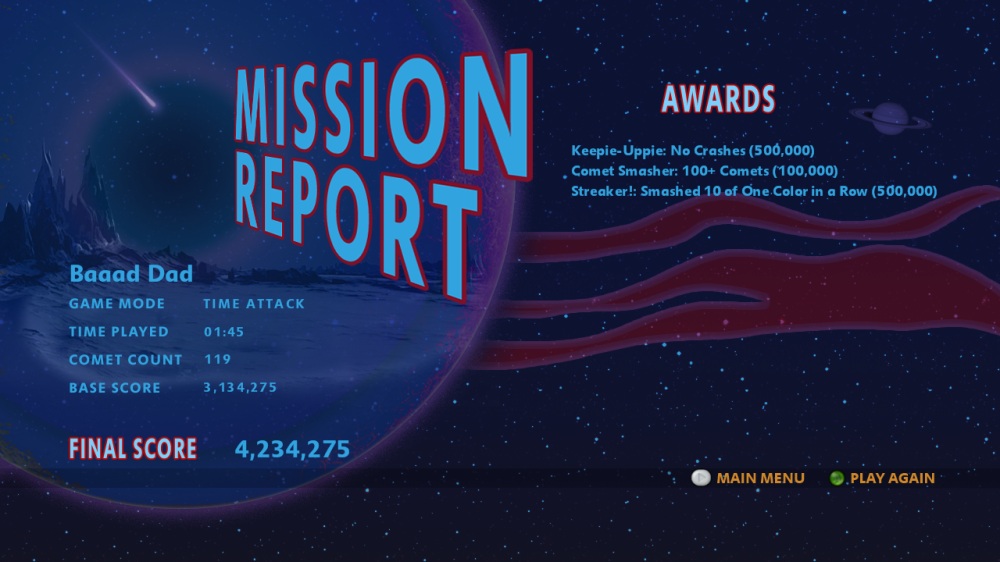 MISSION
REPORT
Baaad Dad
GAME MODE TIME ATTACK
TIME PLAYED 01:45
COMET COUNT 119
BASE SCORE 3,134,275
FINAL SCORE 4,234,275
AWARDS
Keepie-Uppie: No Crashes (500,000)
Comet Smasher: 100+ Comets (100,000)
Streaker!: Smashed 10 of One Color in a Row (500,000)
MAIN MENU PLAY AGAIN